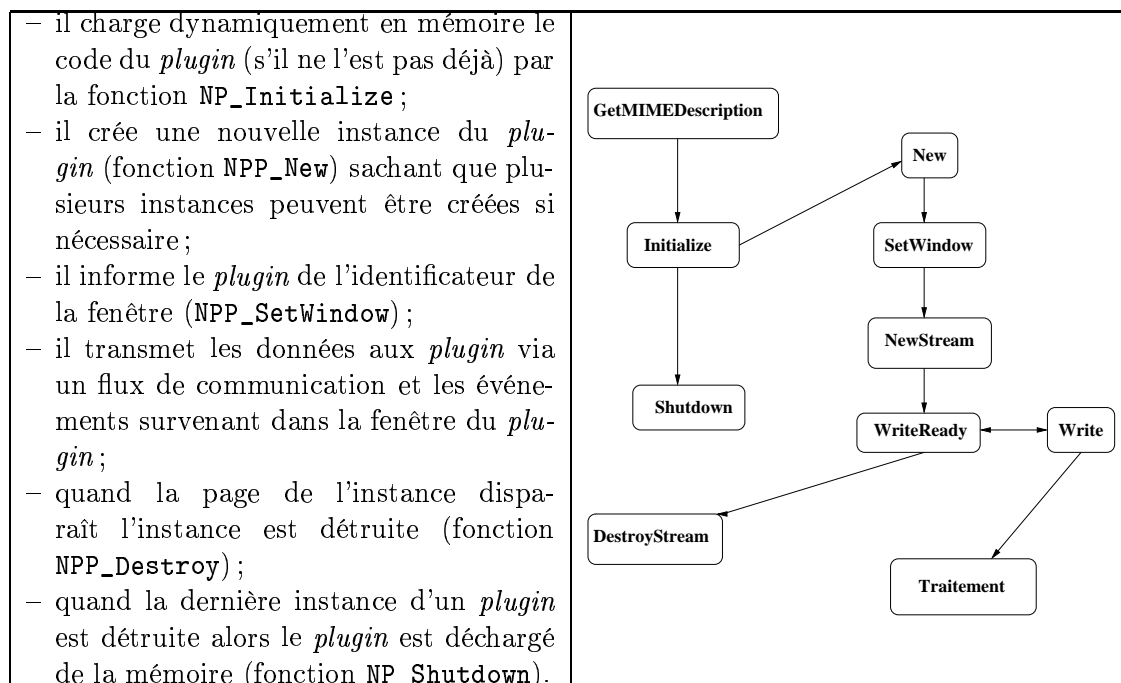 – il charge dynamiquement en mémoire le
code du plugin (s'il ne l'est pas déjà) par
la fonction NP_Initialize ;
– il crée une nouvelle instance du plu-
gin (fonction NPP_New) sachant que plu-
sieurs instances peuvent être créées si
nécessaire ;
– il informe le plugin de l'identificateur de
la fenêtre (NPP_SetWindow) ;
– il transmet les données aux plugin via
un flux de communication et les événe-
ments survenant dans la fenêtre du plu-
gin ;
– quand la page de l'instance dispa-
raît l'instance est détruite (fonction
NPP_Destroy) ;
– quand la dernière instance d'un plugin
est détruite alors le plugin est déchargé
de la mémoire (fonction NP_Shutdown).
GetMIMEDescription
New
Initialize
SetWindow
NewStream
Shutdown
WriteReady
Write
DestroyStream
Traitement